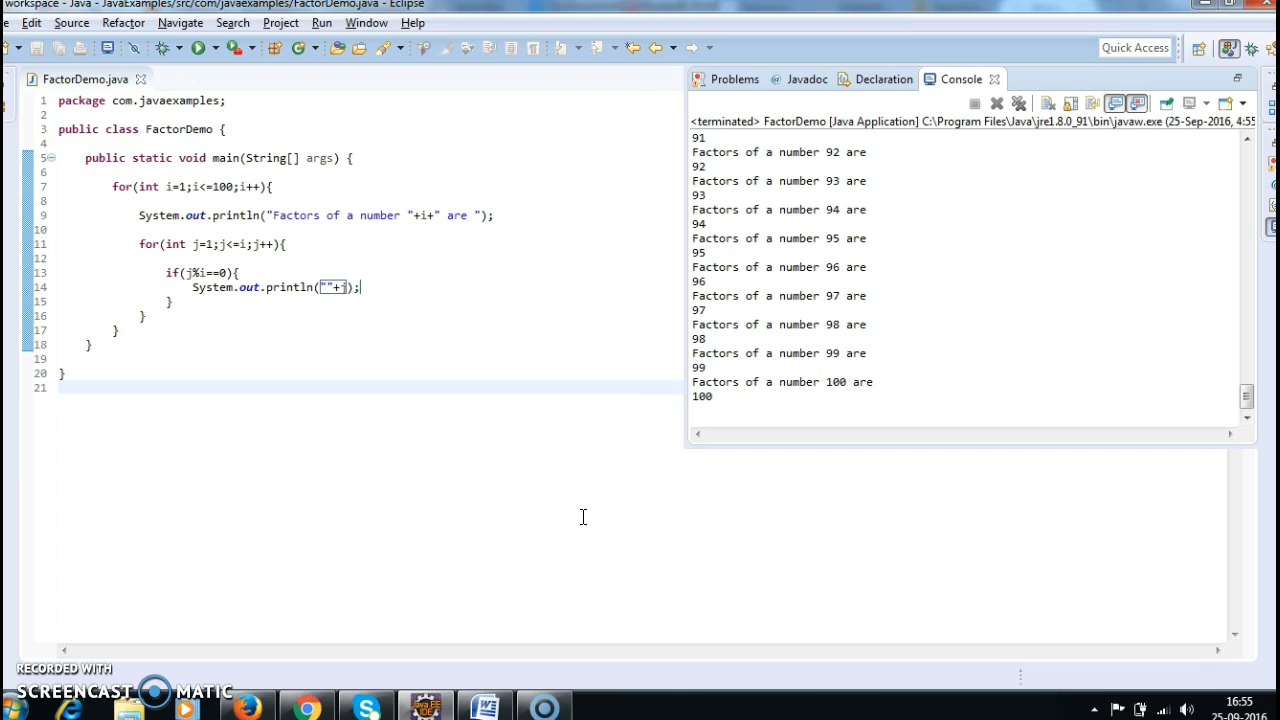 workspace - Java - JavaExamples/src/com/javaexamples/FactorDemo.java - Eclipse
Edit Source Refactor Navigate Search Project Run Window Help
Quick Access
FactorDemo.java
1 package com.javaexamples;
2
3 public class FactorDemo {
4
5 public static void main(String[] args) {
6
7 for(int i=1;i<=100;i++){
8
9 System.out.println("Factors of a number "+i+" are ");
10
11 for(int j=1;j<=i;j++){
12
13 if(j%i==0){
14 System.out.println(""+j);
15 }
16 }
17 }
18 }
19
20 }
21
Problems @ Javadoc Declaration Console
<terminated> FactorDemo [Java Application] C:\Program Files\Java\jre1.8.0_91\bin\javaw.exe (25-Sep-2016, 4:55
91
Factors of a number 92 are
92
Factors of a number 93 are
93
Factors of a number 94 are
94
Factors of a number 95 are
95
Factors of a number 96 are
96
Factors of a number 97 are
97
Factors of a number 98 are
98
Factors of a number 99 are
99
Factors of a number 100 are
100
RECORDED WITH
SCREENCAST MATIC
Java EE
IDE
16:55
25-09-2016